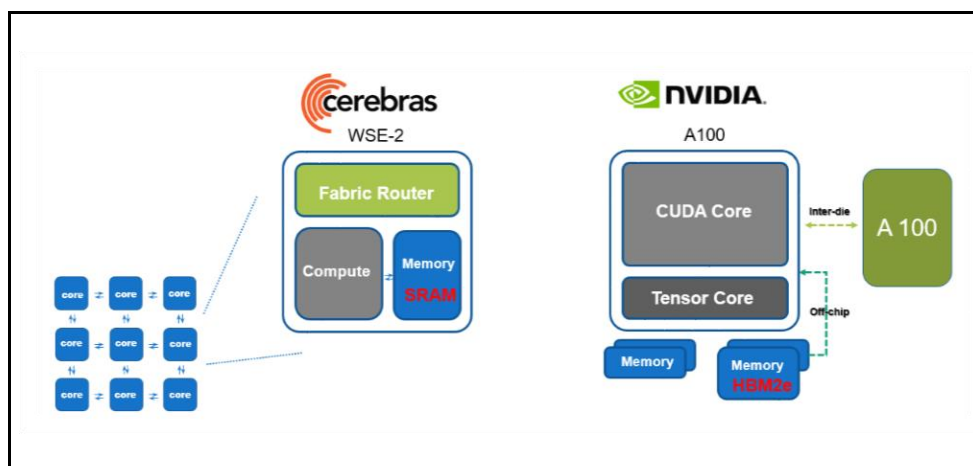 cerebras
WSE-2
Fabric Router
Compute
Memory
SRAM
core core core
core core core
core core core
NVIDIA.
A100
CUDA Core
Tensor Core
Inter-die
A 100
Off-chip
Memory
Memory
HBM2e